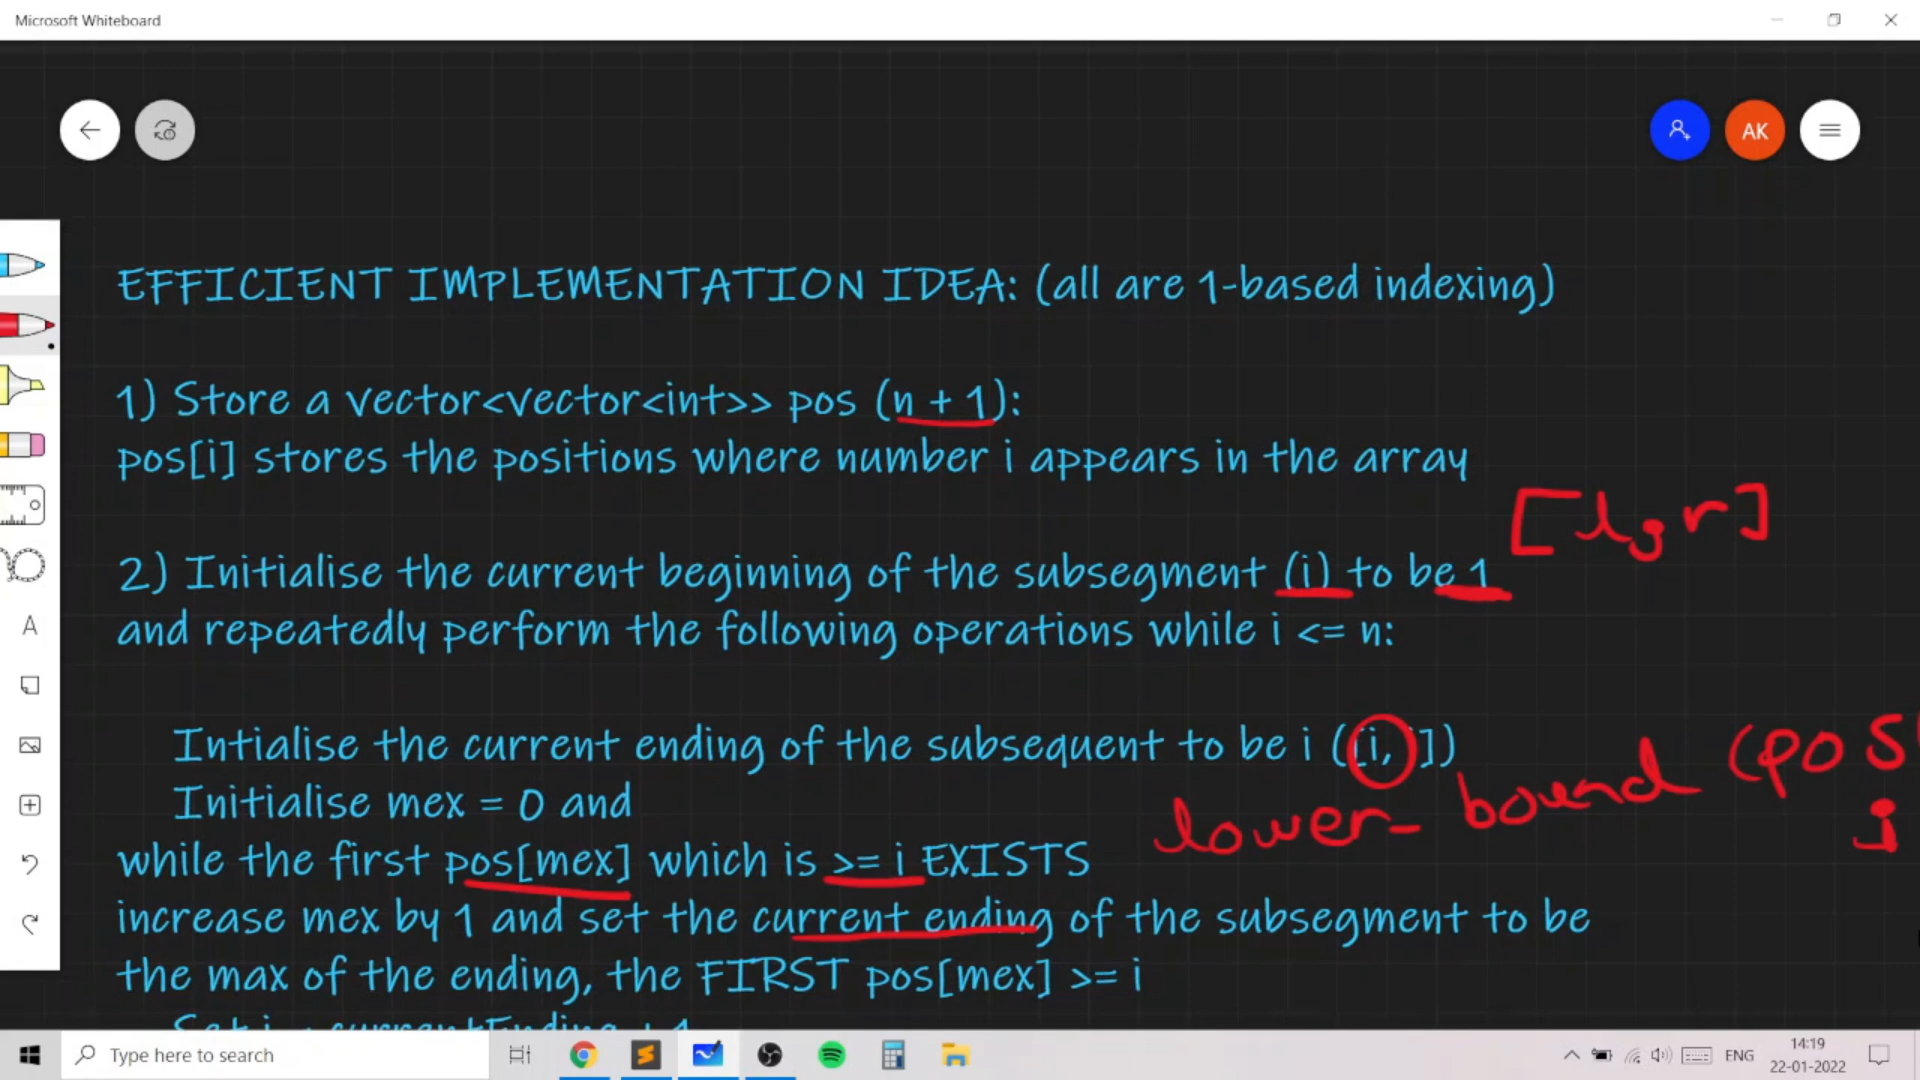 Microsoft Whiteboard
AK
EFFICIENT IMPLEMENTATION IDEA: (all are 1-based indexing)
1) Store a vector<vector<int>> pos (n + 1):
pos[i] stores the positions where number i appears in the array
[l, r]
2) Initialise the current beginning of the subsegment (i) to be 1
and repeatedly perform the following operations while i <= n:
Intialise the current ending of the subsequent to be i ([i, i])
lower_bound (pos[
i
Initialise mex = 0 and
while the first pos[mex] which is >= i EXISTS
increase mex by 1 and set the current ending of the subsegment to be
the max of the ending, the FIRST pos[mex] >= i
A
Type here to search
ENG
14:19
22-01-2022